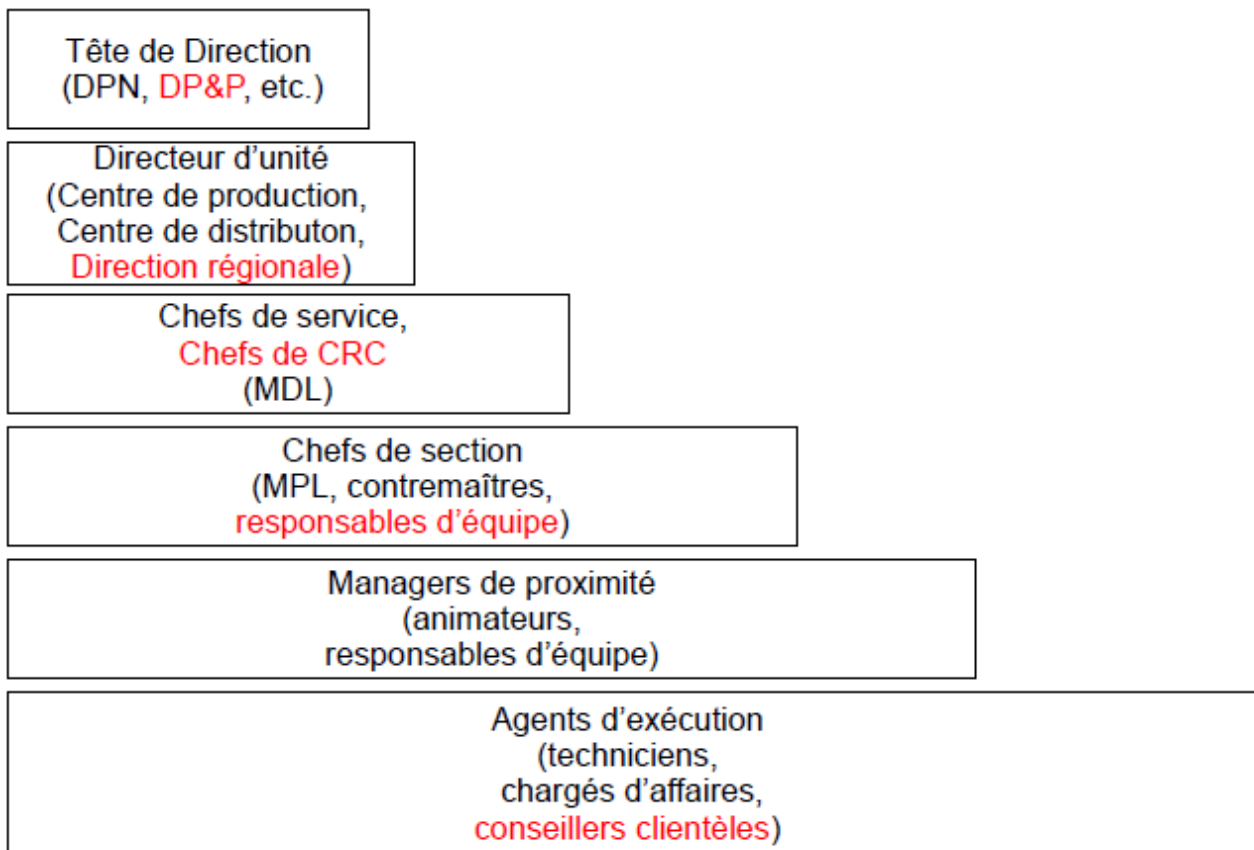 Tête de Direction
(DPN, DP&P, etc.)
Directeur d'unité
(Centre de production,
Centre de distributon,
Direction régionale)
Chefs de service,
Chefs de CRC
(MDL)
Chefs de section
(MPL, contremaîtres,
responsables d'équipe)
Managers de proximité
(animateurs,
responsables d'équipe)
Agents d'exécution
(techniciens,
chargés d'affaires,
conseillers clientèles)